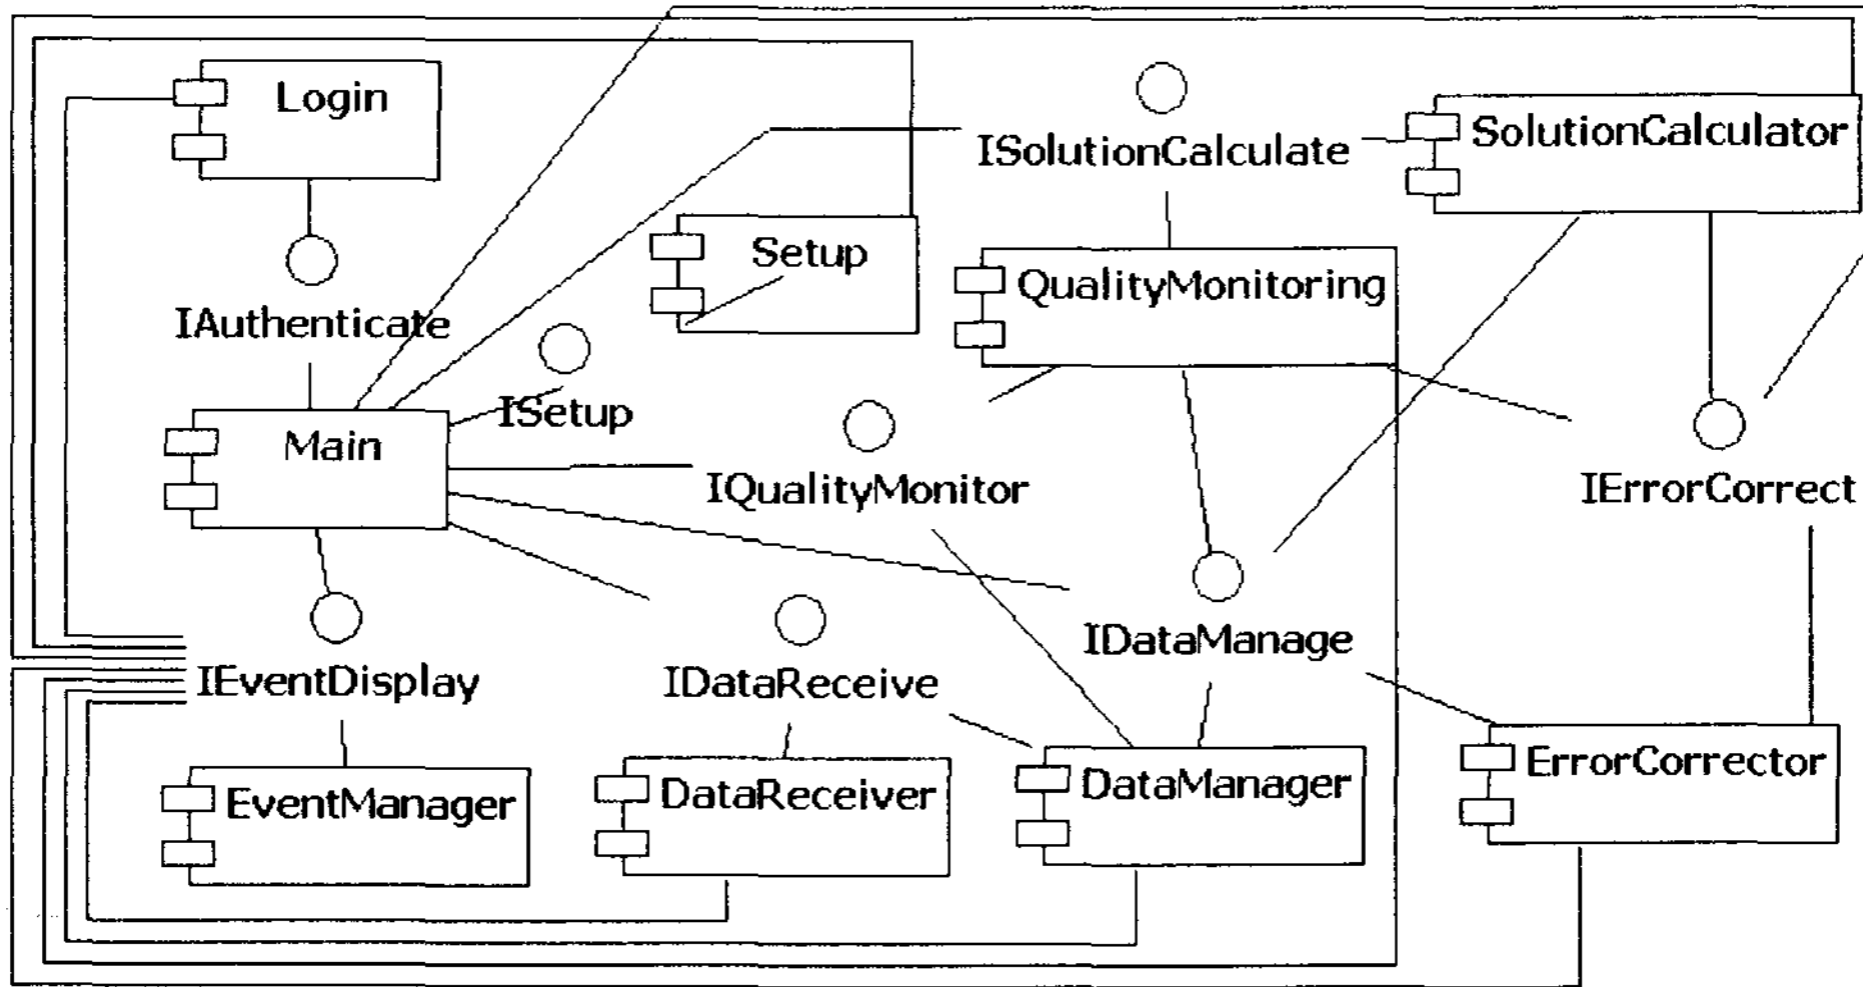 Login
ISolutionCalculate
SolutionCalculator
Setup
QualityMonitoring
IAuthenticate
ISetup
Main
IQualityMonitor
IErrorCorrect
IDataManage
IEventDisplay
IDataReceive
EventManager
DataReceiver
DataManager
ErrorCorrector